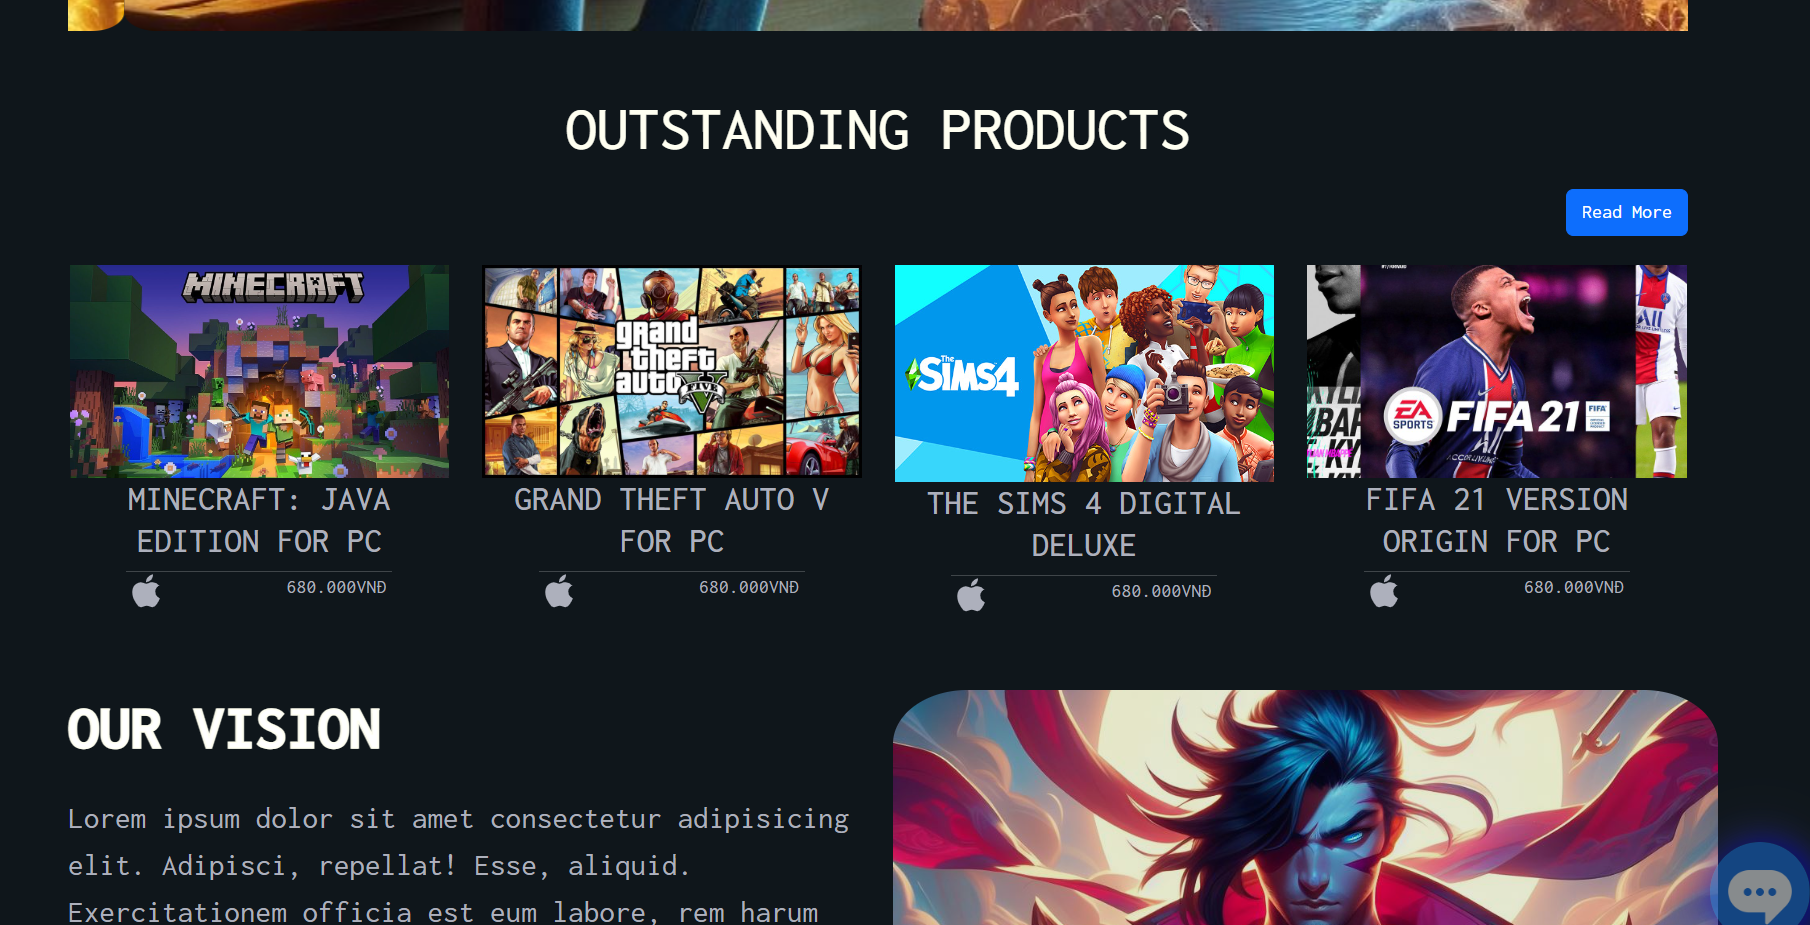 OUTSTANDING PRODUCTS
Read More
MINECRAFT
grand
theft
auto
FIVE
The
SIMS4
EA
SPORTS
FIFA 21
FIFA
MINECRAFT: JAVA
EDITION FOR PC
680.000VNĐ
GRAND THEFT AUTO V
FOR PC
680.000VNĐ
THE SIMS 4 DIGITAL
DELUXE
680.000VNĐ
FIFA 21 VERSION
ORIGIN FOR PC
680.000VNĐ
OUR VISION
Lorem ipsum dolor sit amet consectetur adipisicing
elit. Adipisci, repellat! Esse, aliquid.
Exercitationem officia est eum labore, rem harum